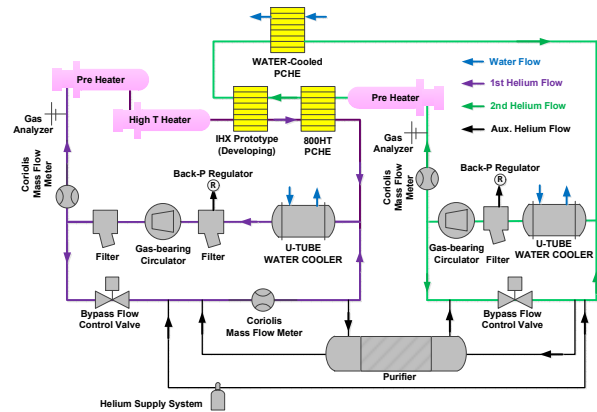 WATER-Cooled
PCHE
Water Flow
1st Helium Flow
2nd Helium Flow
Aux. Helium Flow
Pre Heater
High T Heater
Gas
Analyzer
IHX Prototype
(Developing)
800HT
PCHE
Pre Heater
Gas
Analyzer
Coriolis
Mass Flow
Meter
Back-P Regulator
R
Filter
Gas-bearing
Circulator
Filter
U-TUBE
WATER COOLER
Coriolis
Mass Flow
Meter
Back-P Regulator
R
Gas-bearing
Circulator
Filter
U-TUBE
WATER COOLER
Bypass Flow
Control Valve
Coriolis
Mass Flow Meter
Bypass Flow
Control Valve
Purifier
Helium Supply System